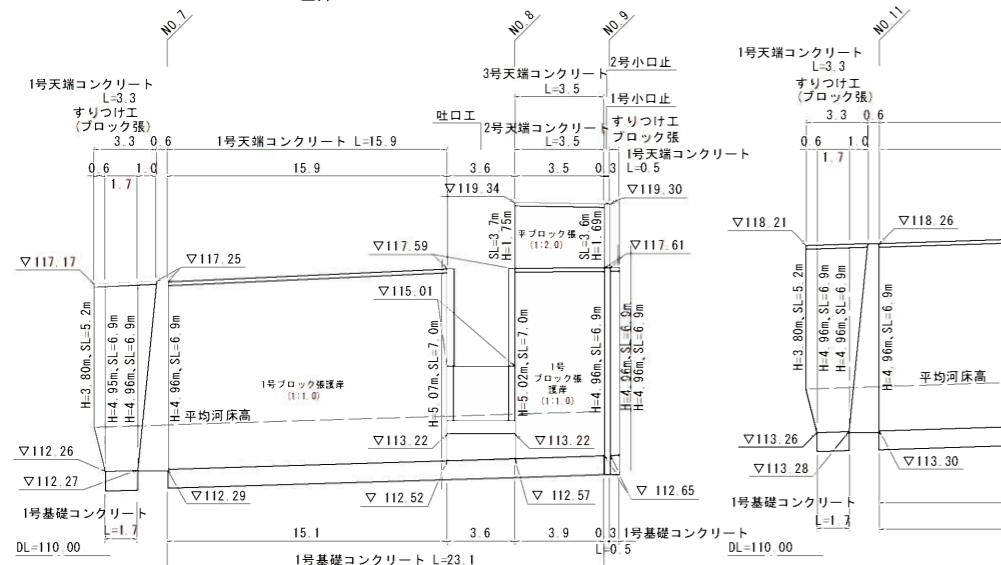 NO.7
NO.8
NO.9
NO.11
1号天端コンクリート
L=3.3
すりつけ工
(ブロック張)
3.3
0.6
1号天端コンクリート L=15.9
0.6
1.0
1.7
15.9
3.6
3.5
0.3
吐口工
3号天端コンクリート
L=3.5
2号天端コンクリート
L=3.5
2号小口止
1号小口止
すりつけ工
ブロック張
1号天端コンクリート
L=0.5
▽119.34
▽119.30
SL=3.7m
H=1.75m
平ブロック張
(1:2.0)
SL=3.6m
H=1.69m
▽117.17
▽117.25
▽117.59
▽117.61
▽115.01
H=3.80m、SL=5.2m
H=4.95m、SL=6.9m
H=4.96m、SL=6.9m
H=4.96m、SL=6.9m
1号ブロック張護岸
(1:1.0)
平均河床高
H=5.07m、SL=7.0m
H=5.02m、SL=7.0m
1号
ブロック張
護岸
(1:1.0)
H=4.96m、SL=6.9m
H=4.96m、SL=6.9m
H=4.96m、SL=6.9m
▽112.26
▽112.27
▽112.29
▽113.22
▽113.22
▽112.52
▽112.57
▽112.65
1号基礎コンクリート
L=1.7
15.1
3.6
3.9
0.3
1号基礎コンクリート
L=0.5
1号基礎コンクリート L=23.1
DL=110.00
1号天端コンクリート
L=3.3
すりつけ工
(ブロック張)
3.3
0.6
0.6
1.0
1.7
▽118.21
▽118.26
H=3.80m、SL=5.2m
H=4.96m、SL=6.9m
H=4.96m、SL=6.9m
H=4.96m、SL=6.9m
平均河床高
▽113.26
▽113.28
▽113.30
1号基礎コンクリート
L=1.7
DL=110.00